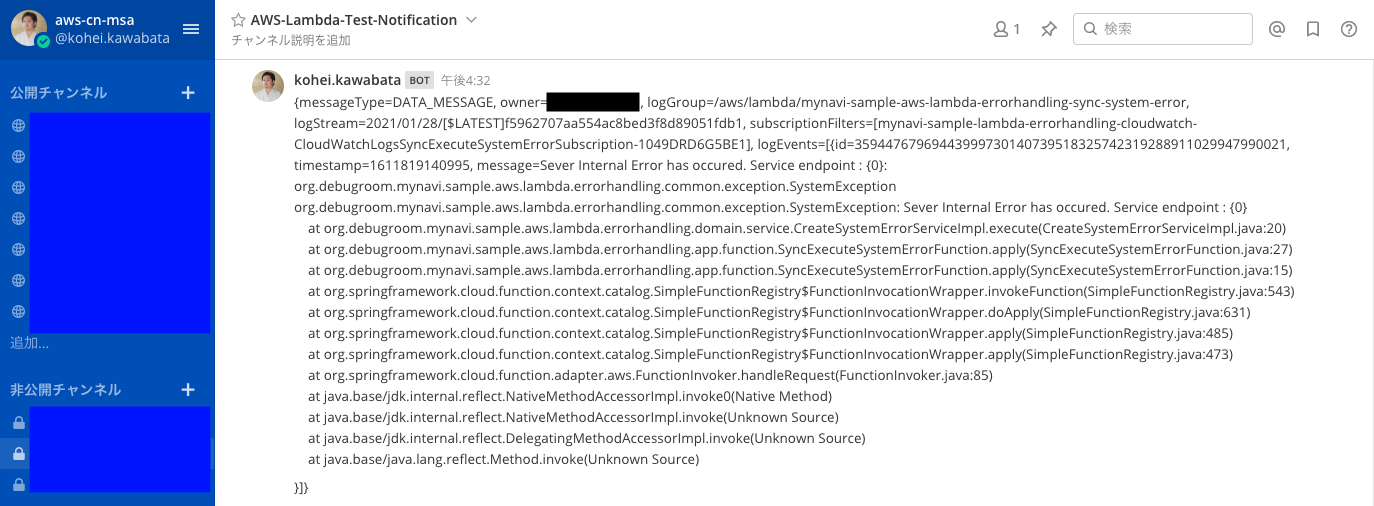 aws-cn-msa
@kohei.kawabata
公開チャンネル
追加...
非公開チャンネル
AWS-Lambda-Test-Notification
チャンネル説明を追加
1
検索
kohei.kawabata BOT 午後4:32
{messageType=DATA_MESSAGE, owner= , logGroup=/aws/lambda/mynavi-sample-aws-lambda-errorhandling-sync-system-error,
logStream=2021/01/28/[$LATEST]f5962707aa554ac8bed3f8d89051fdb1, subscriptionFilters=[mynavi-sample-lambda-errorhandling-cloudwatch-
CloudWatchLogsSyncExecuteSystemErrorSubscription-1049DRD6G5BE1], logEvents=[{id=35944767969443999730140739518325742319288911029947990021,
timestamp=1611819140995, message=Sever Internal Error has occured. Service endpoint : {0}:
org.debugroom.mynavi.sample.aws.lambda.errorhandling.common.exception.SystemException
org.debugroom.mynavi.sample.aws.lambda.errorhandling.common.exception.SystemException: Sever Internal Error has occured. Service endpoint : {0}
at org.debugroom.mynavi.sample.aws.lambda.errorhandling.domain.service.CreateSystemErrorServiceImpl.execute(CreateSystemErrorServiceImpl.java:20)
at org.debugroom.mynavi.sample.aws.lambda.errorhandling.app.function.SyncExecuteSystemErrorFunction.apply(SyncExecuteSystemErrorFunction.java:27)
at org.debugroom.mynavi.sample.aws.lambda.errorhandling.app.function.SyncExecuteSystemErrorFunction.apply(SyncExecuteSystemErrorFunction.java:15)
at org.springframework.cloud.function.context.catalog.SimpleFunctionRegistry$FunctionInvocationWrapper.invokeFunction(SimpleFunctionRegistry.java:543)
at org.springframework.cloud.function.context.catalog.SimpleFunctionRegistry$FunctionInvocationWrapper.doApply(SimpleFunctionRegistry.java:631)
at org.springframework.cloud.function.context.catalog.SimpleFunctionRegistry$FunctionInvocationWrapper.apply(SimpleFunctionRegistry.java:485)
at org.springframework.cloud.function.context.catalog.SimpleFunctionRegistry$FunctionInvocationWrapper.apply(SimpleFunctionRegistry.java:473)
at org.springframework.cloud.function.adapter.aws.FunctionInvoker.handleRequest(FunctionInvoker.java:85)
at java.base/jdk.internal.reflect.NativeMethodAccessorImpl.invoke0(Native Method)
at java.base/jdk.internal.reflect.NativeMethodAccessorImpl.invoke(Unknown Source)
at java.base/jdk.internal.reflect.DelegatingMethodAccessorImpl.invoke(Unknown Source)
at java.base/java.lang.reflect.Method.invoke(Unknown Source)
}]}